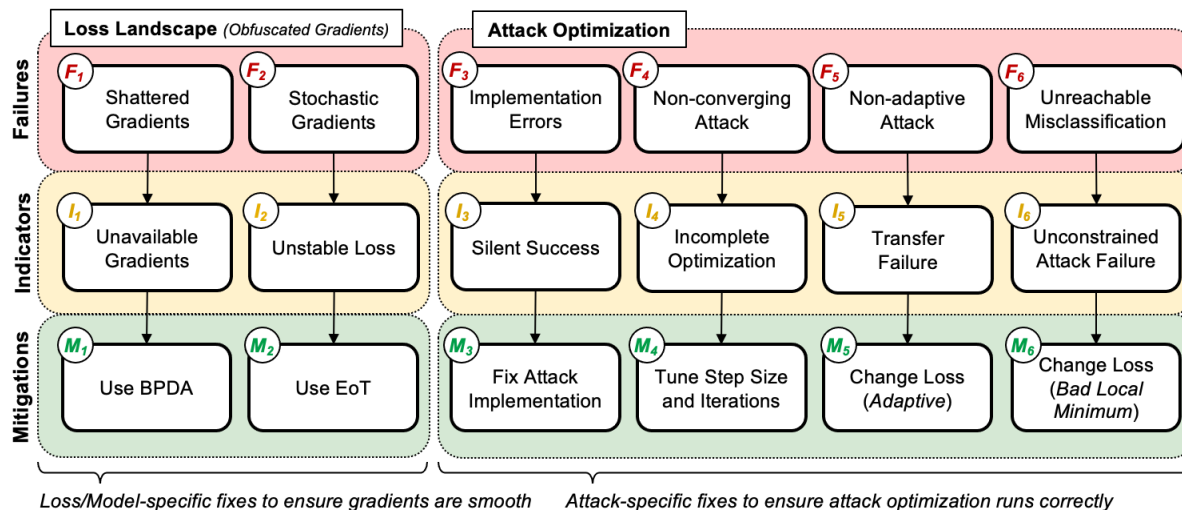 Loss Landscape (Obfuscated Gradients)
Attack Optimization
Failures
F1
Shattered
Gradients
F2
Stochastic
Gradients
F3
Implementation
Errors
F4
Non-converging
Attack
F5
Non-adaptive
Attack
F6
Unreachable
Misclassification
Indicators
I1
Unavailable
Gradients
I2
Unstable Loss
I3
Silent Success
I4
Incomplete
Optimization
I5
Transfer
Failure
I6
Unconstrained
Attack Failure
Mitigations
M1
Use BPDA
M2
Use EoT
M3
Fix Attack
Implementation
M4
Tune Step Size
and Iterations
M5
Change Loss
(Adaptive)
M6
Change Loss
(Bad Local
Minimum)
Loss/Model-specific fixes to ensure gradients are smooth
Attack-specific fixes to ensure attack optimization runs correctly